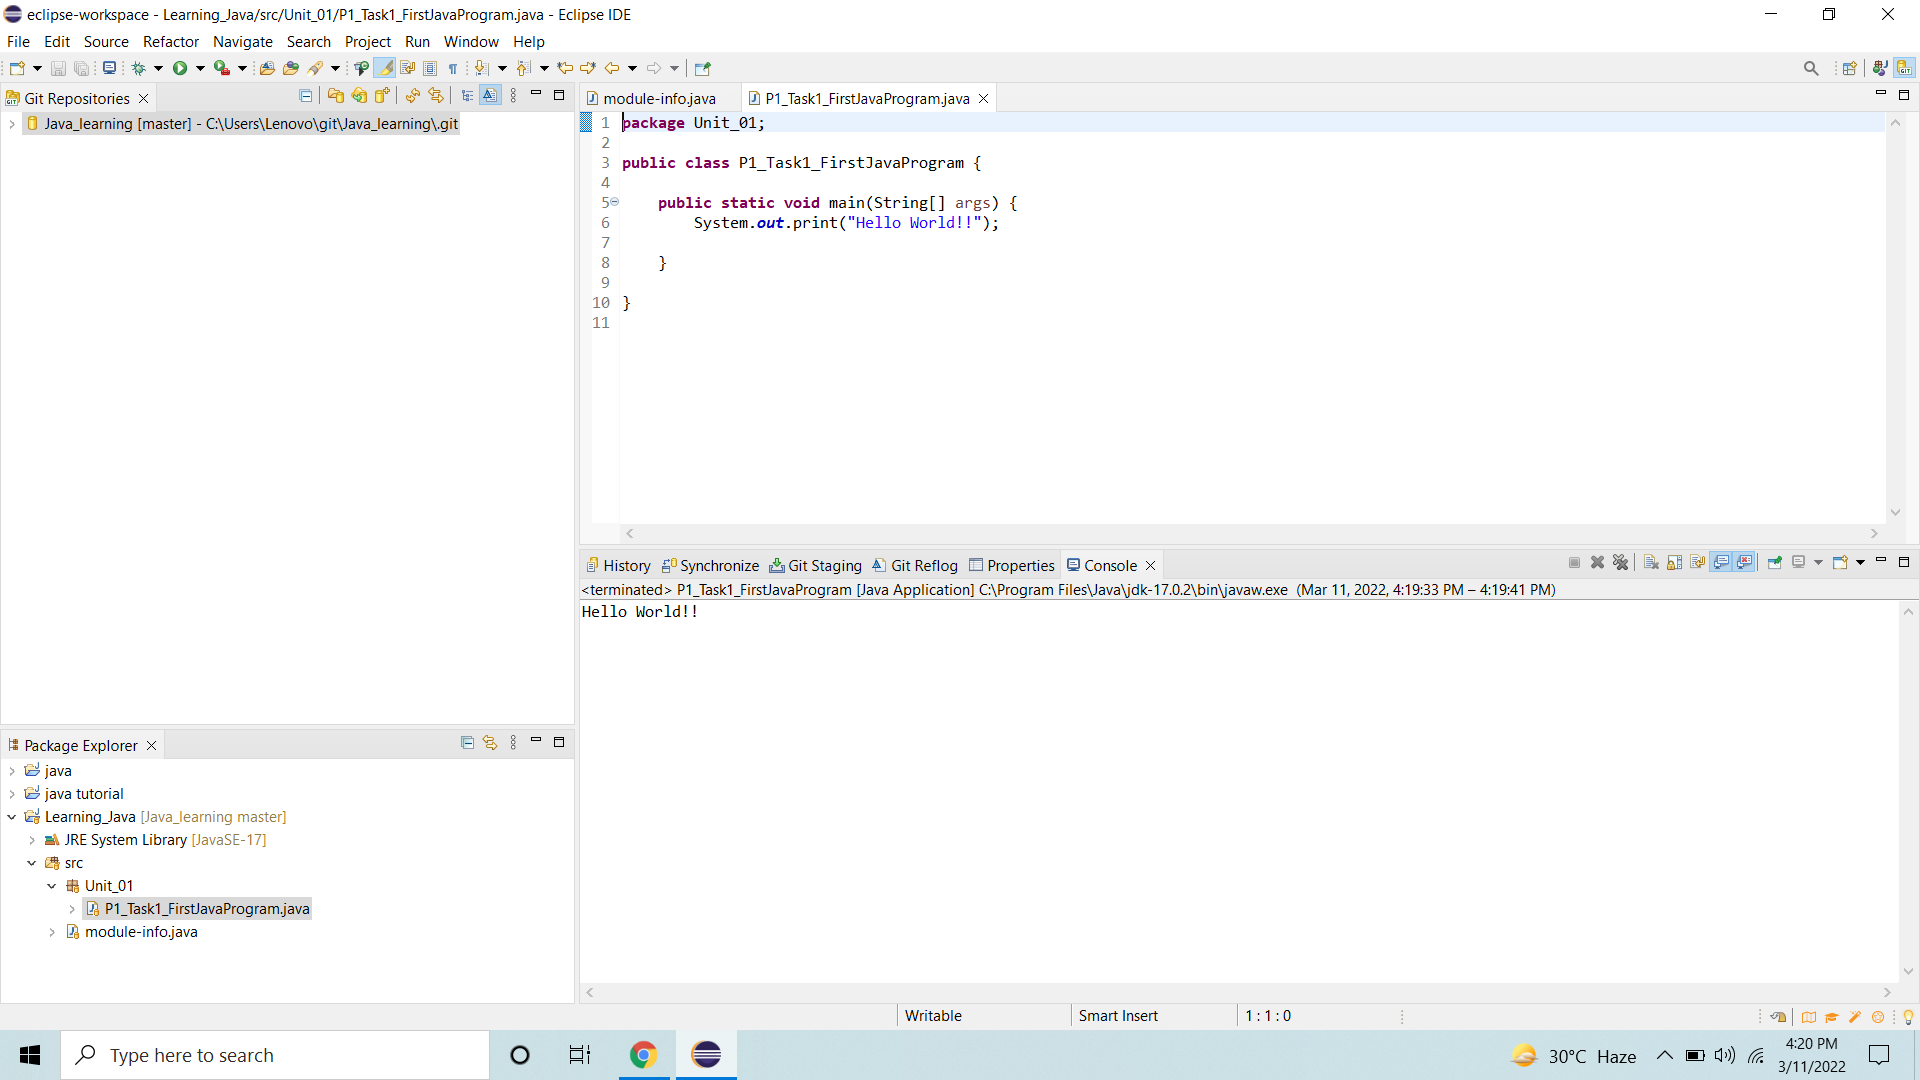 eclipse-workspace - Learning_Java/src/Unit_01/P1_Task1_FirstJavaProgram.java - Eclipse IDE
File Edit Source Refactor Navigate Search Project Run Window Help
Git Repositories
Java_learning [master] - C:\Users\Lenovo\git\Java_learning\.git
module-info.java P1_Task1_FirstJavaProgram.java
1 package Unit_01;
2
3 public class P1_Task1_FirstJavaProgram {
4
5 public static void main(String[] args) {
6 System.out.print("Hello World!!");
7
8 }
9
10 }
11
History Synchronize Git Staging Git Reflog Properties Console
<terminated> P1_Task1_FirstJavaProgram [Java Application] C:\Program Files\Java\jdk-17.0.2\bin\javaw.exe (Mar 11, 2022, 4:19:33 PM – 4:19:41 PM)
Hello World!!
Package Explorer
java
java tutorial
Learning_Java [Java_learning master]
JRE System Library [JavaSE-17]
src
Unit_01
P1_Task1_FirstJavaProgram.java
module-info.java
Writable Smart Insert 1 : 1 : 0
Type here to search
30°C Haze
4:20 PM
3/11/2022